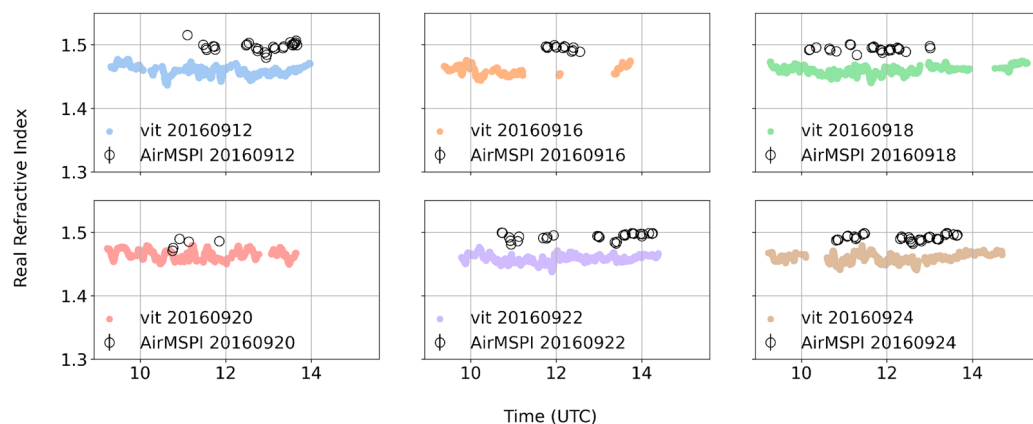 1.5
1.4
1.3
vit 20160912
AirMSPI 20160912
vit 20160916
AirMSPI 20160916
vit 20160918
AirMSPI 20160918
Real Refractive Index
1.5
1.4
1.3
vit 20160920
AirMSPI 20160920
vit 20160922
AirMSPI 20160922
vit 20160924
AirMSPI 20160924
10 12 14 10 12 14 10 12 14
Time (UTC)